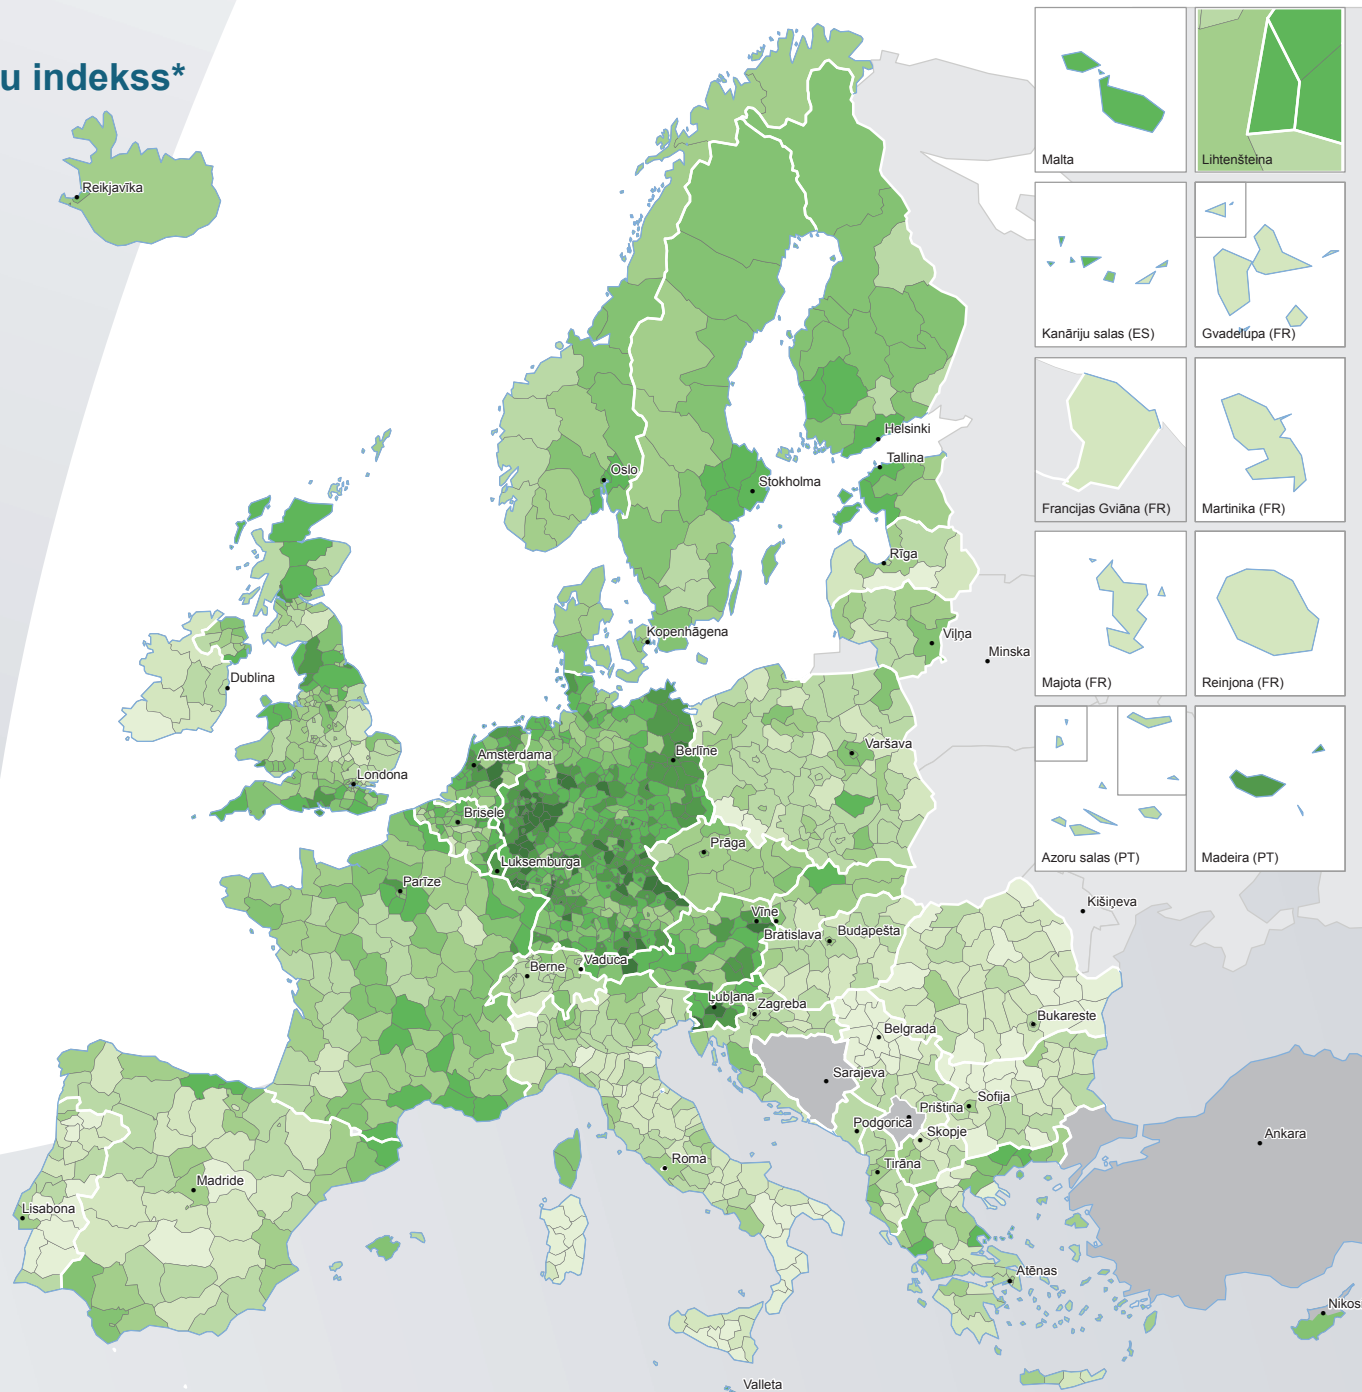 u indekss*
Reikjavīka
Malta
Lihtenšteina
Kanāriju salas (ES)
Gvadelupa (FR)
Francijas Gviāna (FR)
Martinika (FR)
Majota (FR)
Reinjona (FR)
Azoru salas (PT)
Madeira (PT)
Helsinki
Tallina
Oslo
Stokholma
Rīga
Kopenhāgena
Viļņa
Minska
Dublina
Varšava
Berlīne
Amsterdama
Londona
Brisele
Prāga
Luksemburga
Parīze
Kišiņeva
Vīne
Bratislava
Budapešta
Berne
Vaduca
Ļubļana
Zagreba
Bukareste
Belgrada
Sarajeva
Sofija
Priština
Podgorica
Skopje
Ankara
Roma
Tirāna
Madride
Lisabona
Atēnas
Nikos
Valleta